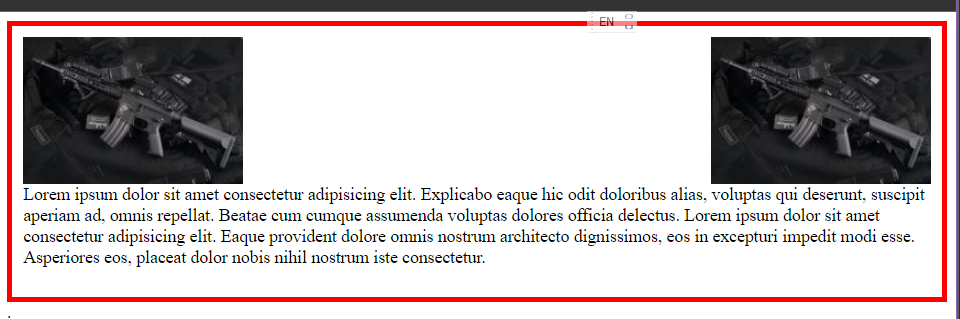 EN
Lorem ipsum dolor sit amet consectetur adipisicing elit. Explicabo eaque hic odit doloribus alias, voluptas qui deserunt, suscipit
aperiam ad, omnis repellat. Beatae cum cumque assumenda voluptas dolores officia delectus. Lorem ipsum dolor sit amet
consectetur adipisicing elit. Eaque provident dolore omnis nostrum architecto dignissimos, eos in excepturi impedit modi esse.
Asperiores eos, placeat dolor nobis nihil nostrum iste consectetur.